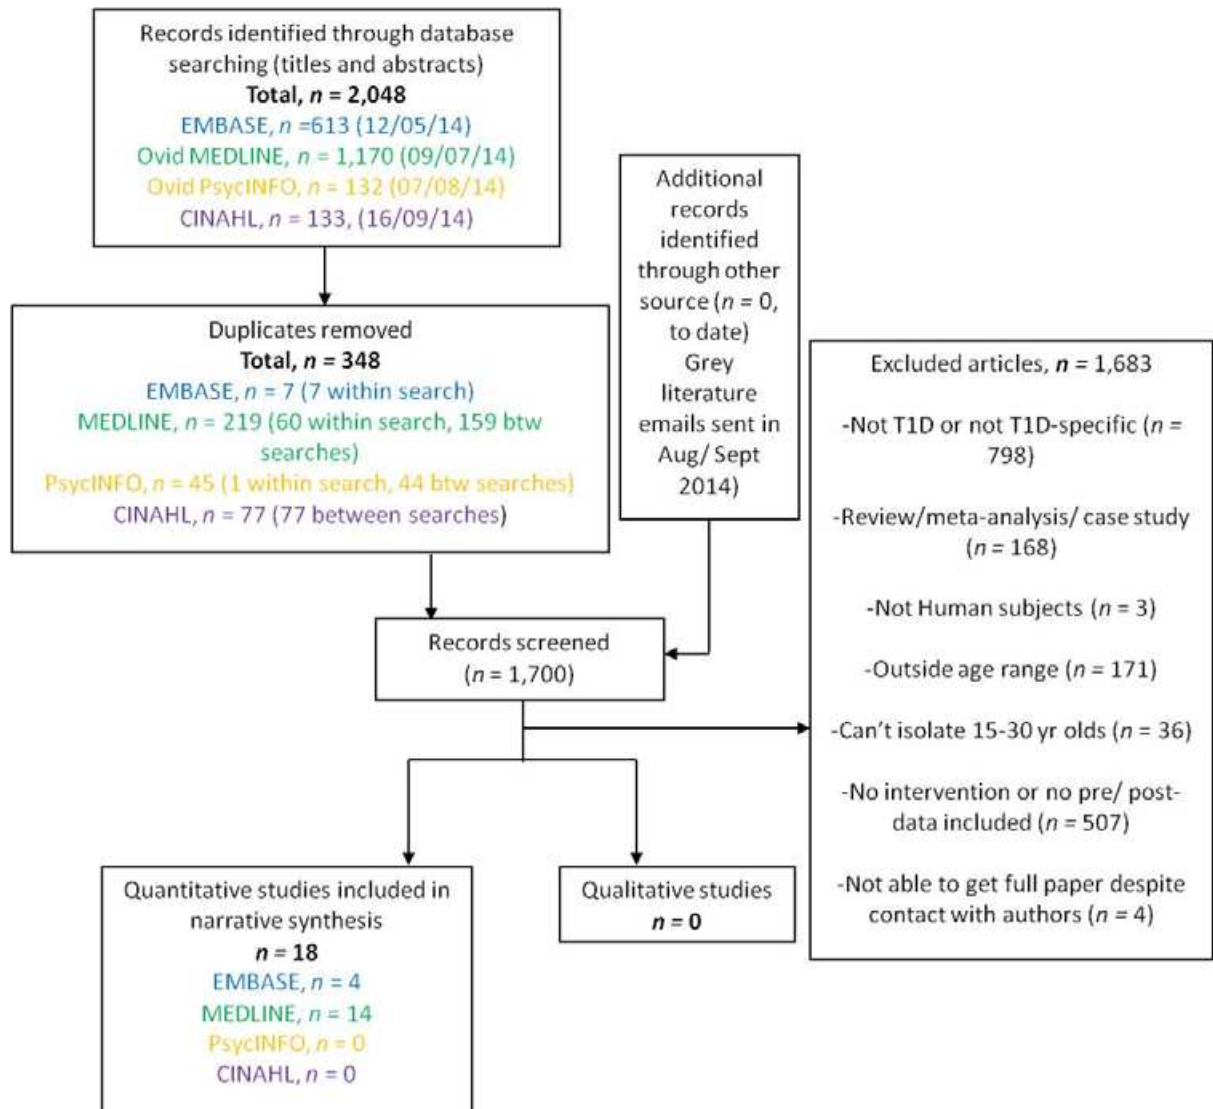 Records identified through database
searching (titles and abstracts)
Total, n = 2,048
EMBASE, n =613 (12/05/14)
Ovid MEDLINE, n = 1,170 (09/07/14)
Ovid PsycINFO, n = 132 (07/08/14)
CINAHL, n = 133, (16/09/14)
Additional
records
identified
through other
source (n = 0,
to date)
Grey
literature
emails sent in
Aug/ Sept
2014)
Duplicates removed
Total, n = 348
EMBASE, n = 7 (7 within search)
MEDLINE, n = 219 (60 within search, 159 btw
searches)
PsycINFO, n = 45 (1 within search, 44 btw searches)
CINAHL, n = 77 (77 between searches)
Records screened
(n = 1,700)
Excluded articles, n = 1,683
-Not T1D or not T1D-specific (n =
798)
-Review/meta-analysis/ case study
(n = 168)
-Not Human subjects (n = 3)
-Outside age range (n = 171)
-Can't isolate 15-30 yr olds (n = 36)
-No intervention or no pre/ post-
data included (n = 507)
-Not able to get full paper despite
contact with authors (n = 4)
Quantitative studies included in
narrative synthesis
n = 18
EMBASE, n = 4
MEDLINE, n = 14
PsycINFO, n = 0
CINAHL, n = 0
Qualitative studies
n = 0